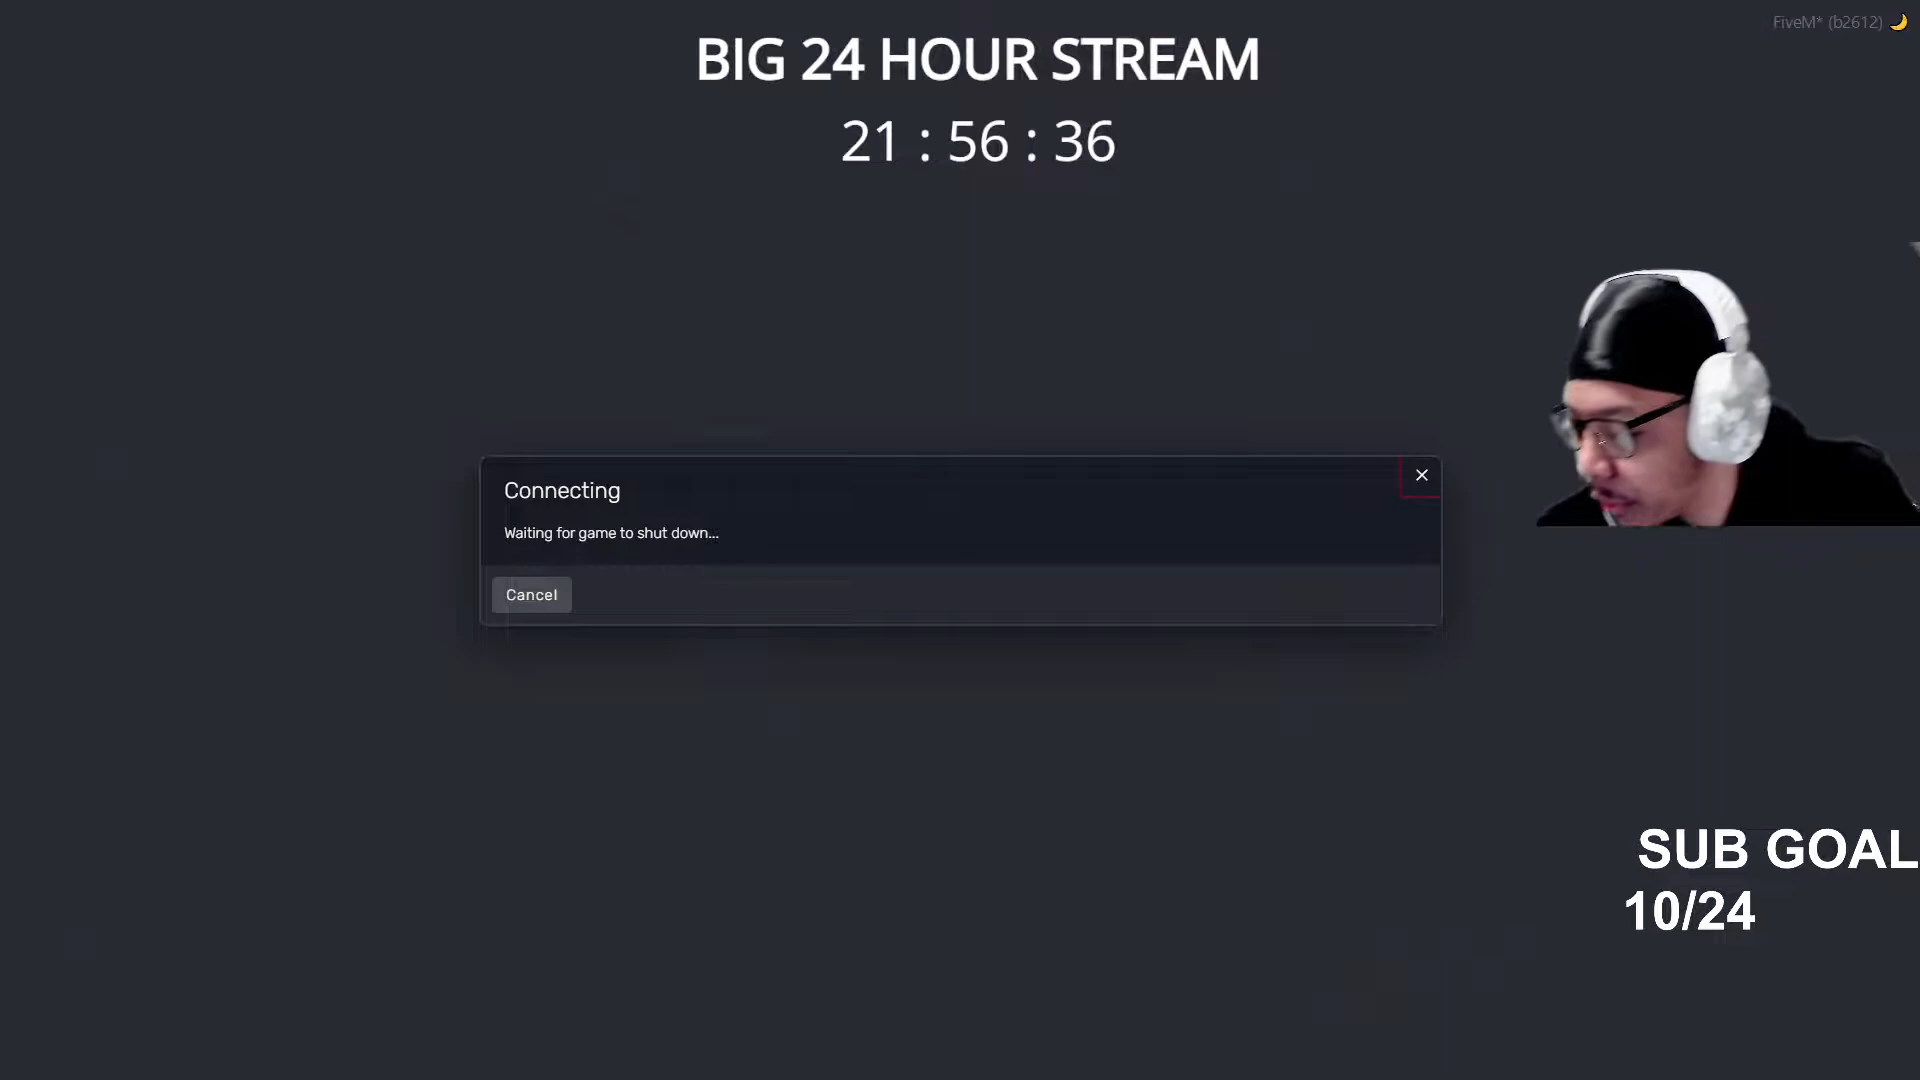 FiveM* (b2612) 🌙
BIG 24 HOUR STREAM
21 : 56 : 36
Connecting
Waiting for game to shut down...
Cancel
SUB GOAL
10/24